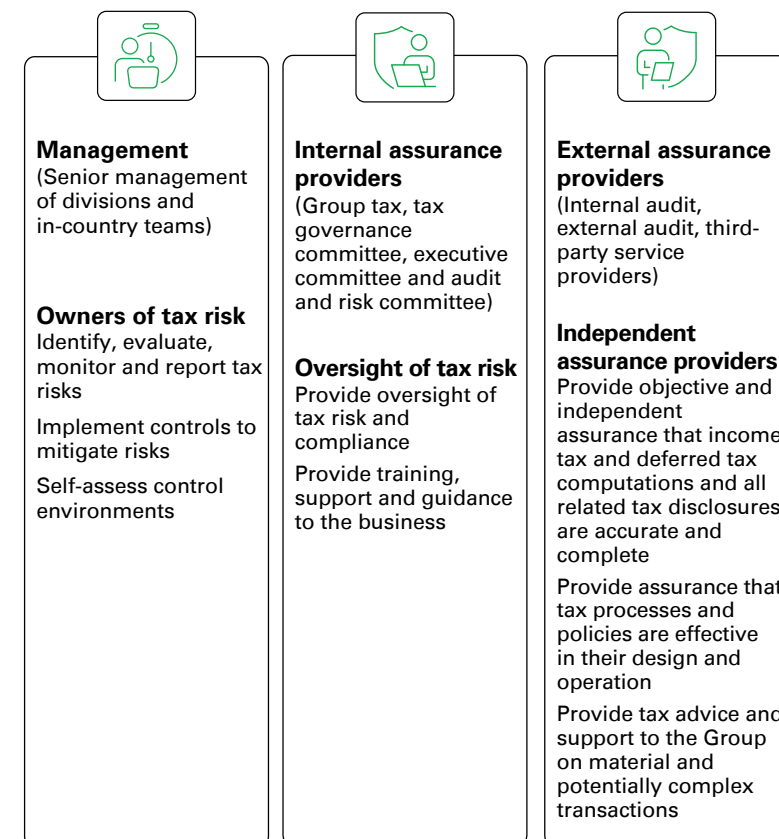 Management
(Senior management
of divisions and
in-country teams)
Owners of tax risk
Identify, evaluate,
monitor and report tax
risks
Implement controls to
mitigate risks
Self-assess control
environments
Internal assurance
providers
(Group tax, tax
governance
committee, executive
committee and audit
and risk committee)
Oversight of tax risk
Provide oversight of
tax risk and
compliance
Provide training,
support and guidance
to the business
External assurance
providers
(Internal audit,
external audit, third-
party service
providers)
Independent
assurance providers
Provide objective and
independent
assurance that income
tax and deferred tax
computations and all
related tax disclosures
are accurate and
complete
Provide assurance that
tax processes and
policies are effective
in their design and
operation
Provide tax advice and
support to the Group
on material and
potentially complex
transactions